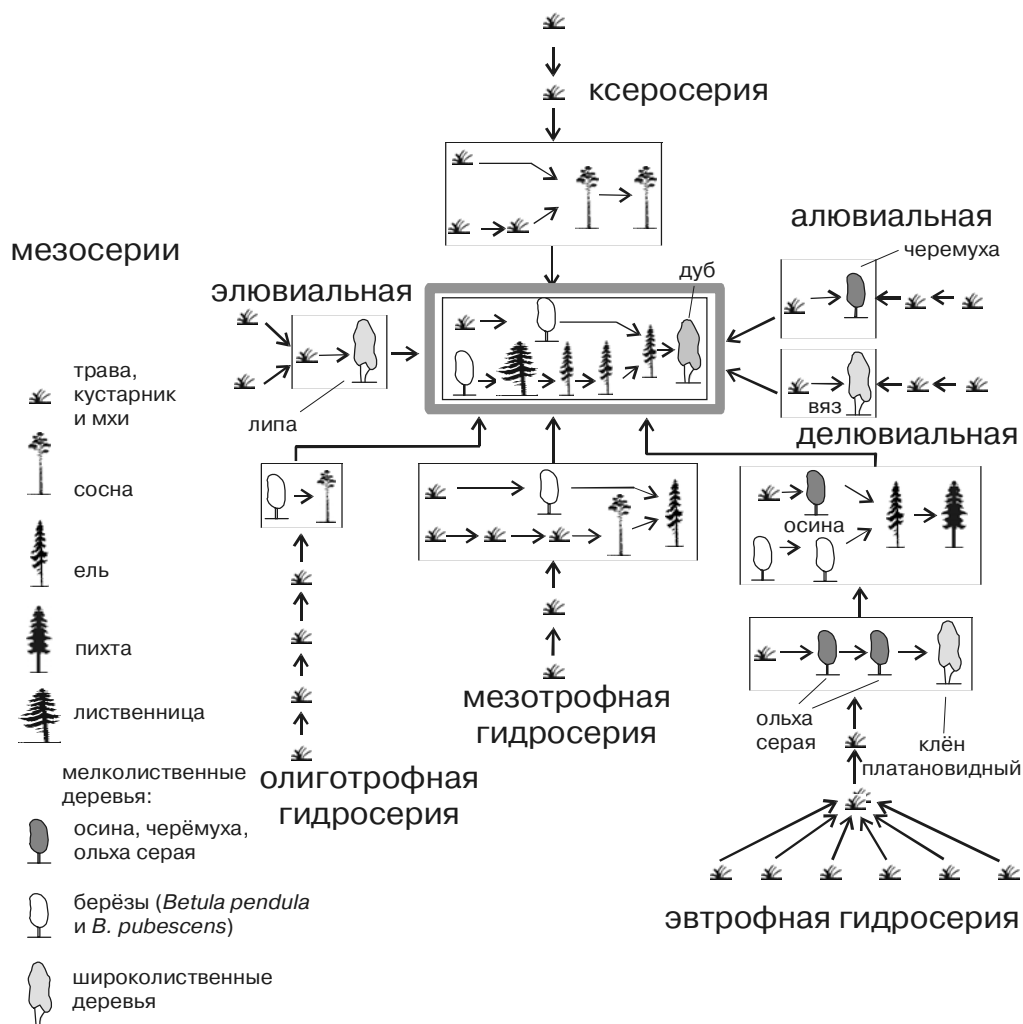 ксеросерия
алювиальная
черемуха
мезосерии
дуб
элювиальная
трава,
кустарник
и мхи
липа
вяз
делювиальная
сосна
осина
ель
пихта
мезотрофная
гидросерия
лиственница
ольха
серая
клён
платановидный
мелколиственные
деревья:
олиготрофная
гидросерия
осина, черёмуха,
ольха серая
берёзы (Betula pendula
и B. pubescens)
эвтрофная гидросерия
широколиственные
деревья